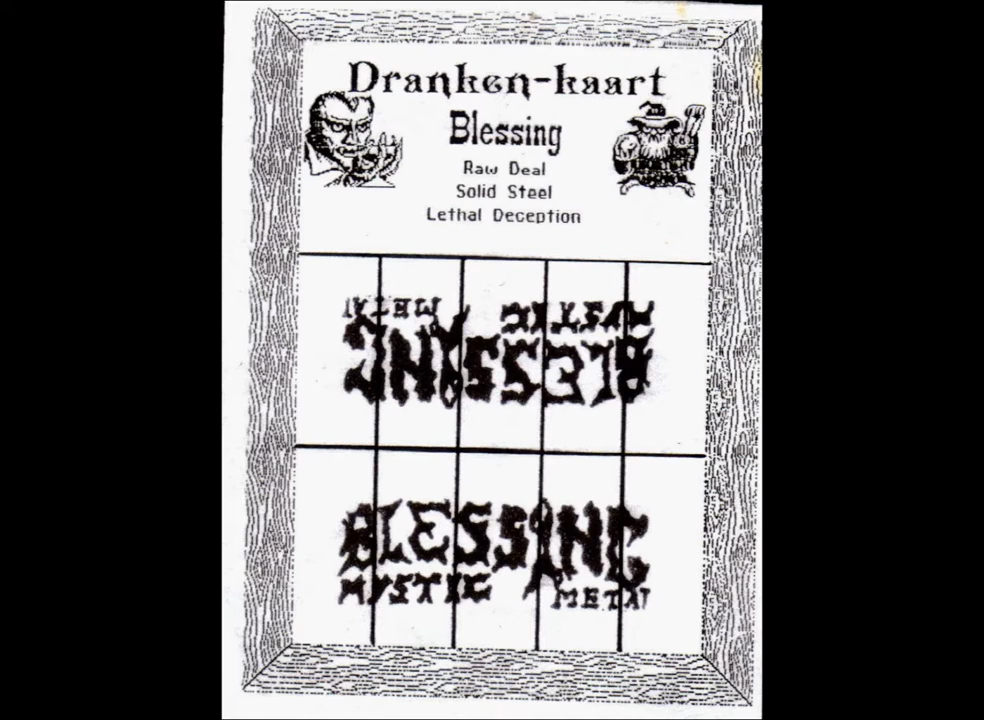 Dranken-kaart
Blessing
Raw Deal
Solid Steel
Lethal Deception
METAL MYSTIC
BLESSING
BLESSING
MYSTIC METAL